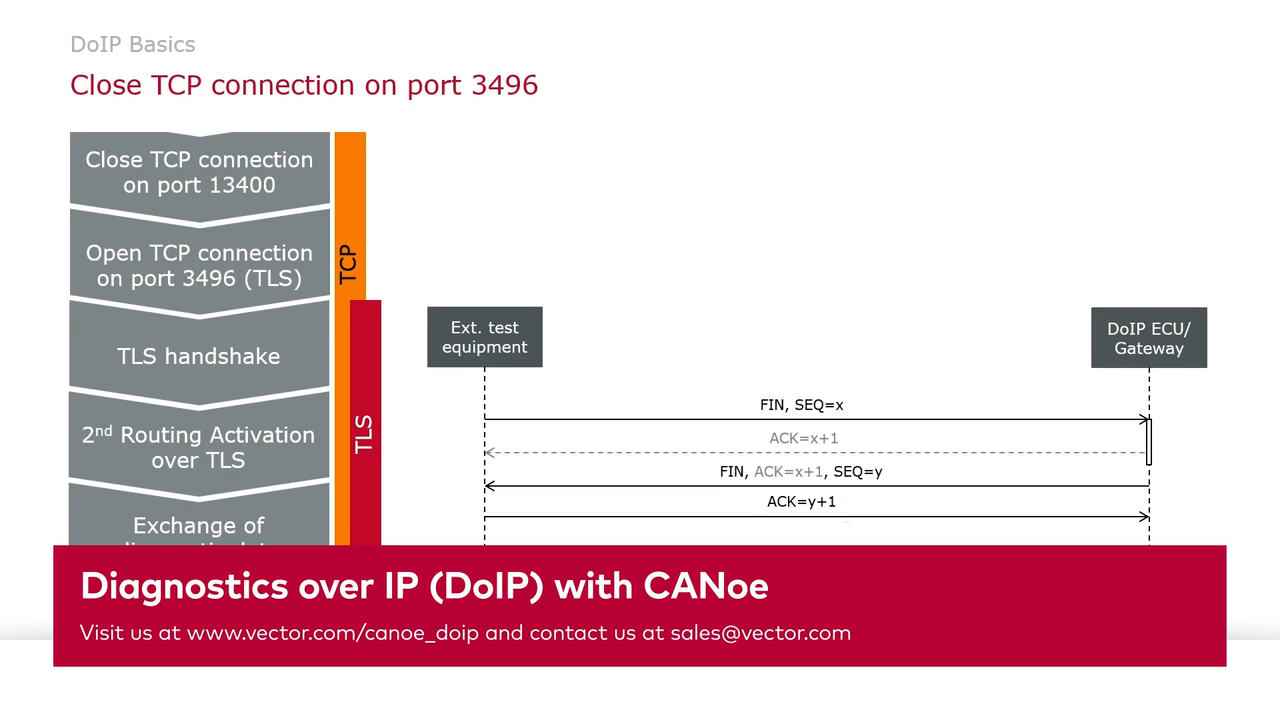 DoIP Basics
Close TCP connection on port 3496
Close TCP connection
on port 13400
Open TCP connection
on port 3496 (TLS)
TLS handshake
2nd Routing Activation
over TLS
Exchange of
TCP
TLS
Ext. test
equipment
DoIP ECU/
Gateway
FIN, SEQ=x
ACK=x+1
FIN, ACK=x+1, SEQ=y
ACK=y+1
Diagnostics over IP (DoIP) with CANoe
Visit us at www.vector.com/canoe_doip and contact us at sales@vector.com